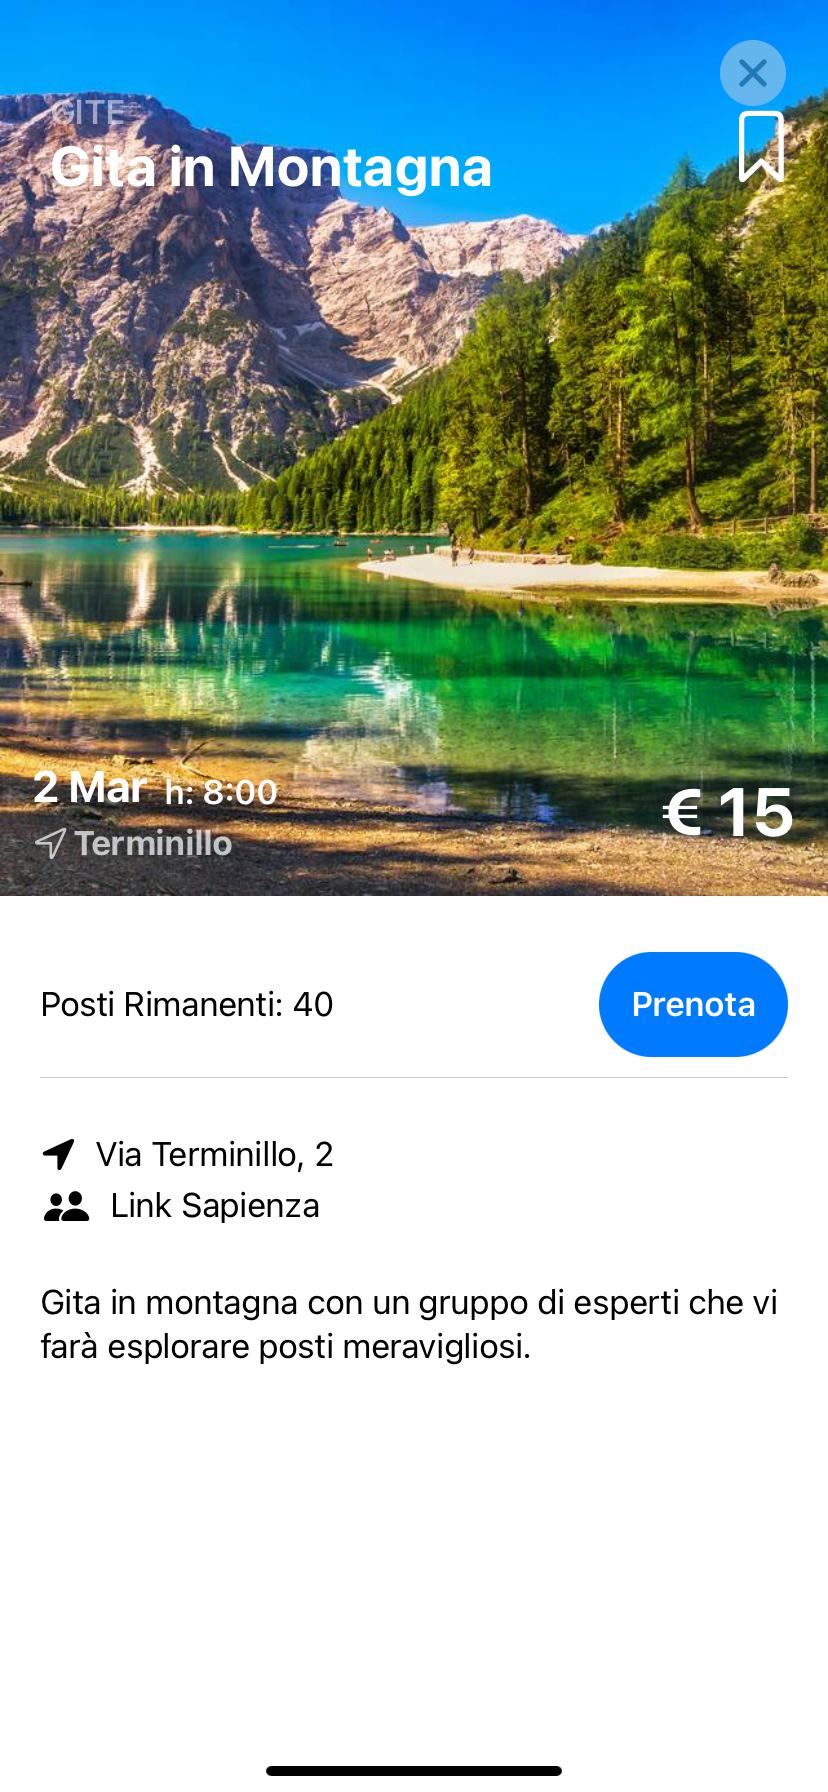 GITE
Gita in Montagna
2 Mar h: 8:00
Terminillo
€ 15
Posti Rimanenti: 40
Prenota
Via Terminillo, 2
Link Sapienza
Gita in montagna con un gruppo di esperti che vi
farà esplorare posti meravigliosi.